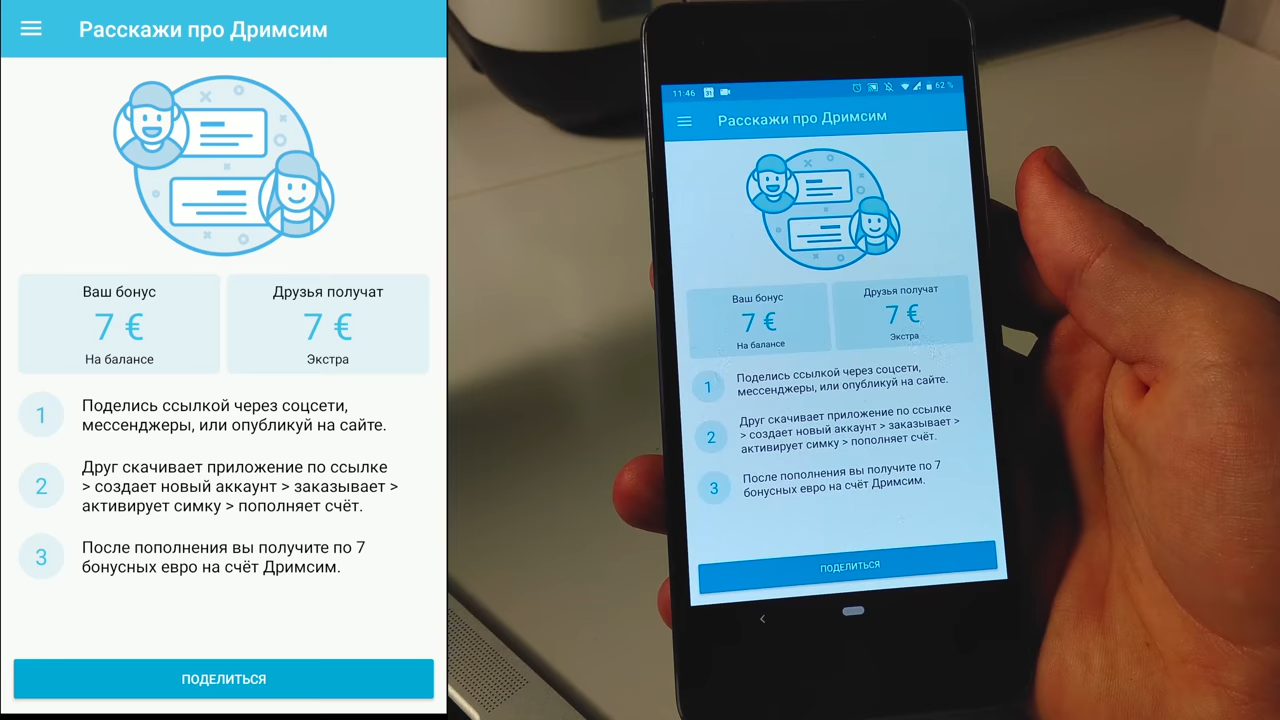 Расскажи про Дримсим
Ваш бонус
7 €
На балансе
Друзья получат
7 €
Экстра
1
Поделись ссылкой через соцсети,
мессенджеры, или опубликуй на сайте.
2
Друг скачивает приложение по ссылке
> создает новый аккаунт > заказывает >
активирует симку > пополняет счёт.
3
После пополнения вы получите по 7
бонусных евро на счёт Дримсим.
ПОДЕЛИТЬСЯ
11:46
31
62 %
Расскажи про Дримсим
Ваш бонус
7 €
На балансе
Друзья получат
7 €
Экстра
1
Поделись ссылкой через соцсети,
мессенджеры, или опубликуй на сайте.
2
Друг скачивает приложение по ссылке
> создает новый аккаунт > заказывает >
активирует симку > пополняет счёт.
3
После пополнения вы получите по 7
бонусных евро на счёт Дримсим.
ПОДЕЛИТЬСЯ